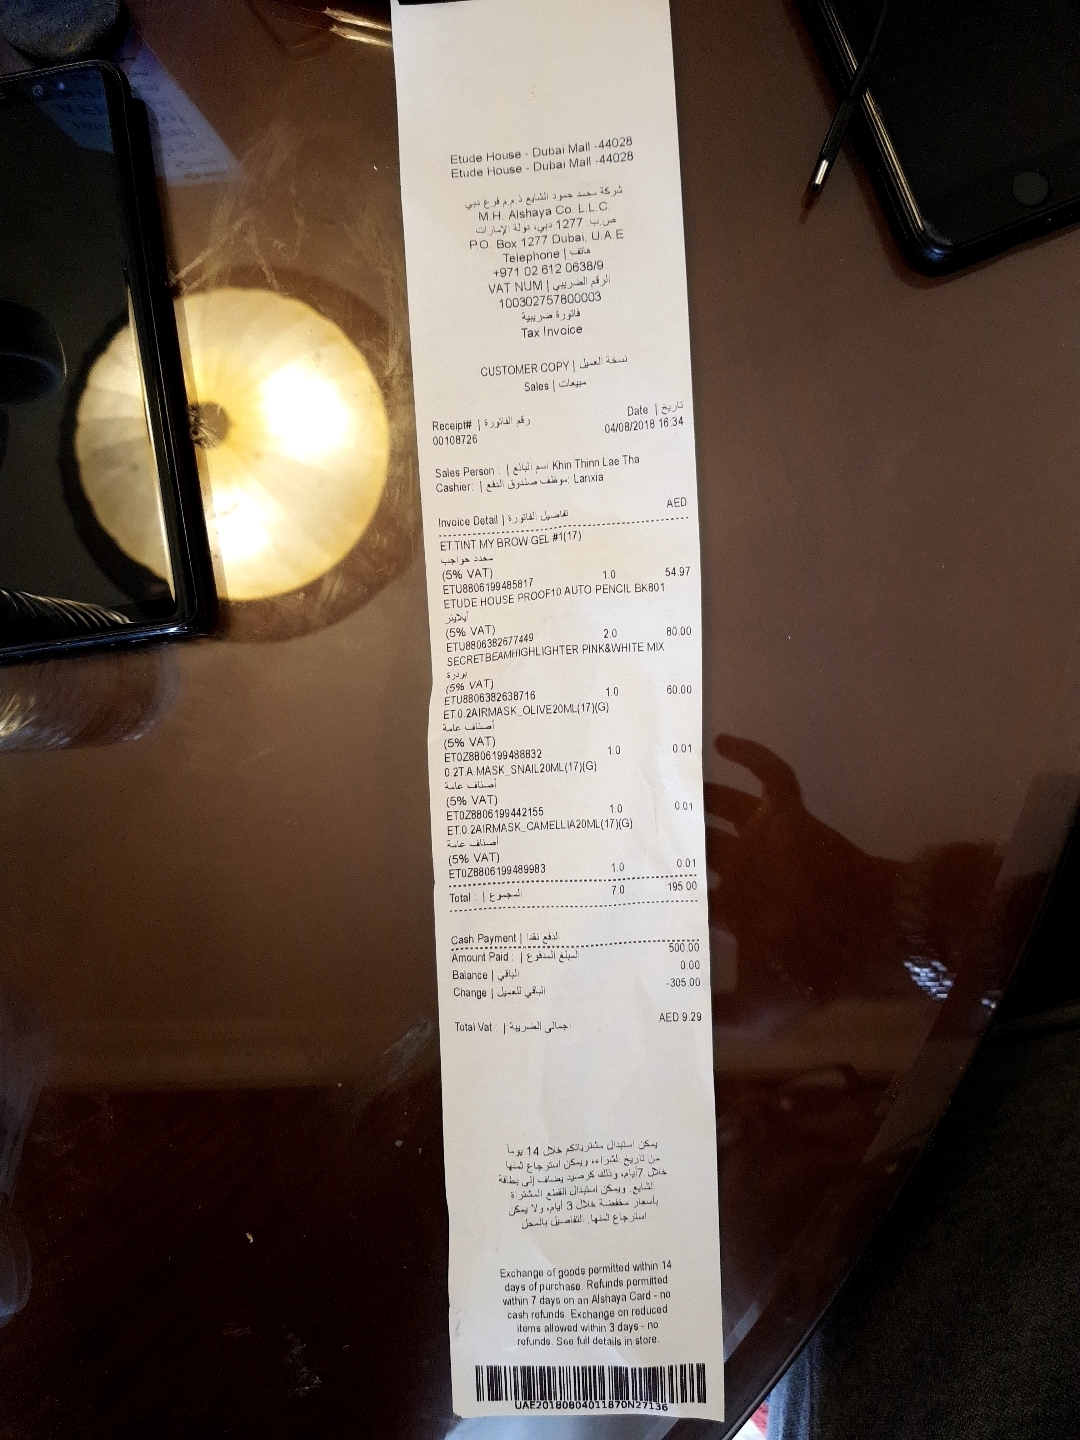 Etude House - Dubai Mall -44028
Etude House - Dubai Mall -44028
شركة محمد حمود الشايع ذ.م.م فرع دبي
M.H. Alshaya Co. L.L.C.
ص.ب. 1277 دبي، دولة الإمارات
P.O. Box 1277 Dubai, U.A.E
Telephone | هاتف
+971 02 612 0638/9
VAT NUM | الرقم الضريبي
100302757800003
فاتورة ضريبية
Tax Invoice
CUSTOMER COPY | نسخة العميل
Sales | مبيعات
Receipt# | رقم الفاتورة Date | تاريخ
00108726 04/08/2018 16:34
Sales Person : | اسم البائع Khin Thinn Lae Tha
Cashier: | موظف صندوق الدفع: Lanxia
Invoice Detail | تفاصيل الفاتورة AED
ET.TINT MY BROW GEL #1(17)
محدد حواجب
(5% VAT)
ETU8806199485817 1.0 54.97
ETUDE HOUSE PROOF10 AUTO PENCIL BK801
آيلاينر
(5% VAT)
ETU8806382677449 2.0 80.00
SECRETBEAMHIGHLIGHTER PINK&WHITE MIX
بودرة
(5% VAT)
ETU8806382638716 1.0 60.00
ET.0.2AIRMASK_OLIVE20ML(17)(G)
أصناف عامة
(5% VAT)
ETOZ8806199488832 1.0 0.01
0.2T.A.MASK_SNAIL20ML(17)(G)
أصناف عامة
(5% VAT)
ETOZ8806199442155 1.0 0.01
ET.0.2AIRMASK_CAMELLIA20ML(17)(G)
أصناف عامة
(5% VAT)
ETOZ8806199489983 1.0 0.01
Total : | المجموع 7.0 195.00
Cash Payment | لدفع نقدا
Amount Paid : | المبلغ المدفوع 500.00
Balance | الباقي 0.00
Change | الباقي للعميل -305.00
Total Vat : | جمالى الضريبة AED 9.29
يمكن استبدال مشترياتكم خلال 14 يوماً
من تاريخ الشراء، ويمكن استرجاع ثمنها
خلال 7أيام، وذلك كرصيد يضاف إلى بطاقة
الشايع. ويمكن استبدال القطع المشتراة
بأسعار مخفضة خلال 3 أيام، ولا يمكن
استرجاع ثمنها. التفاصيل بالمحل
Exchange of goods permitted within 14
days of purchase. Refunds permitted
within 7 days on an Alshaya Card - no
cash refunds. Exchange on reduced
items allowed within 3 days - no
refunds. See full details in store.
UAE20180804011870N27136